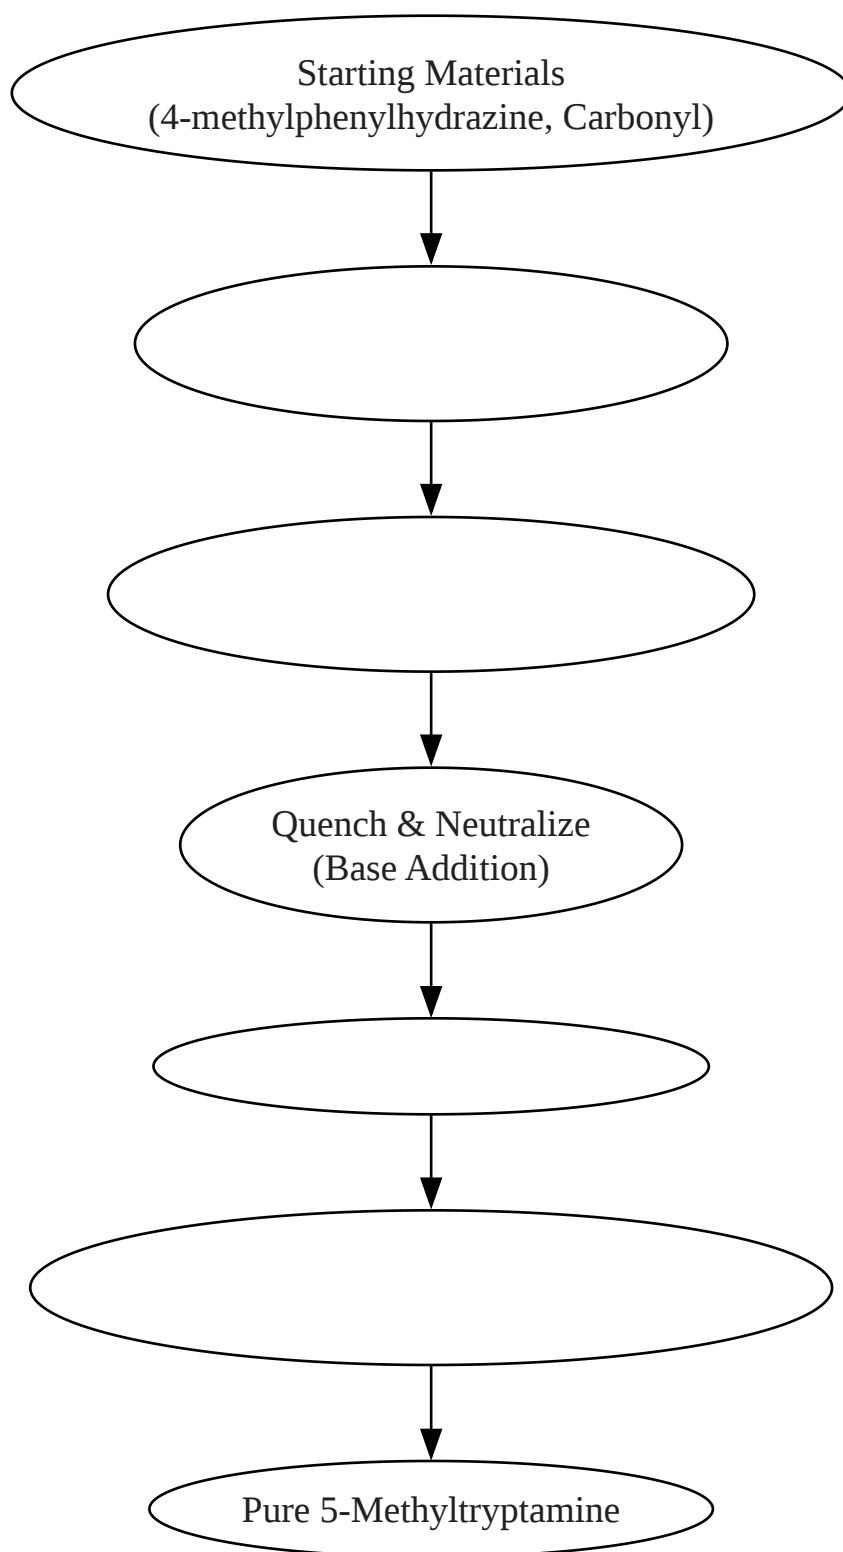 Starting Materials
(4-methylphenylhydrazine, Carbonyl)
Quench & Neutralize
(Base Addition)
Pure 5-Methyltryptamine